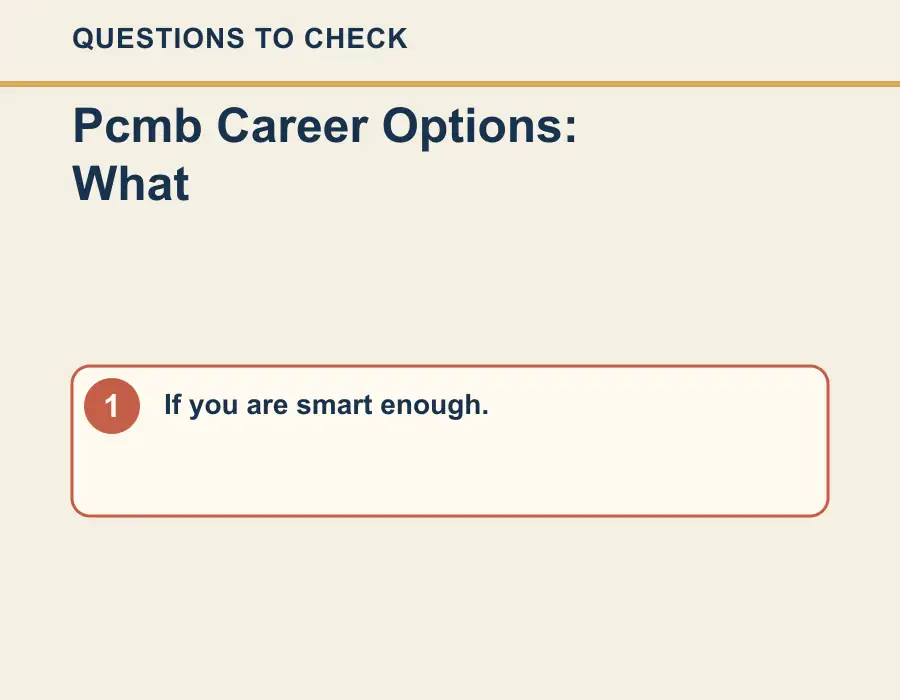 QUESTIONS TO CHECK
Pcmb Career Options:
What
1 If you are smart enough.